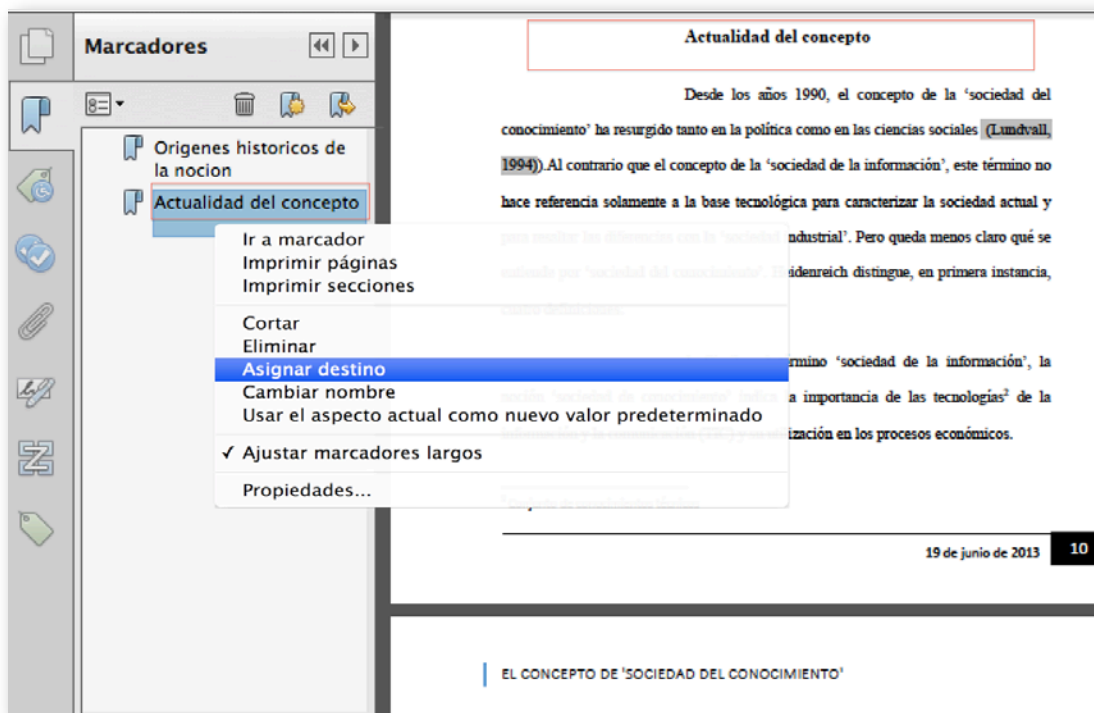 Marcadores
Origenes historicos de
la nocion
Actualidad del concepto
Ir a marcador
Imprimir páginas
Imprimir secciones
Cortar
Eliminar
Asignar destino
Cambiar nombre
Usar el aspecto actual como nuevo valor predeterminado
✓ Ajustar marcadores largos
Propiedades...
Actualidad del concepto
Desde los años 1990, el concepto de la ‘sociedad del
conocimiento’ ha resurgido tanto en la política como en las ciencias sociales (Lundvall,
1994)).Al contrario que el concepto de la ‘sociedad de la información’, este término no
hace referencia solamente a la base tecnológica para caracterizar la sociedad actual y
industrial’. Pero queda menos claro qué se
Heidenreich distingue, en primera instancia,
término ‘sociedad de la información’, la
la importancia de las tecnologías² de la
utilización en los procesos económicos.
19 de junio de 2013 10
EL CONCEPTO DE 'SOCIEDAD DEL CONOCIMIENTO'